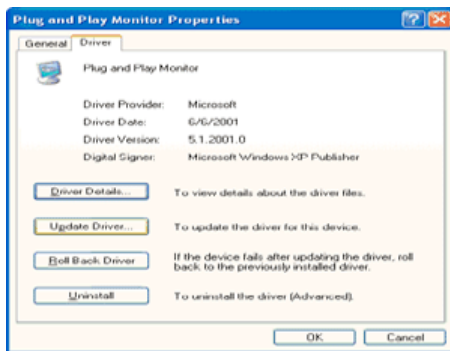 Plug and Play Monitor Properties
General Driver
Plug and Play Monitor
Driver Provider: Microsoft
Driver Date: 6/6/2001
Driver Version: 5.1.2001.0
Digital Signer: Microsoft Windows XP Publisher
Driver Details... To view details about the driver files.
Update Driver... To update the driver for this device.
Roll Back Driver If the device fails after updating the driver, roll
back to the previously installed driver.
Uninstall To uninstall the driver (Advanced).
OK Cancel